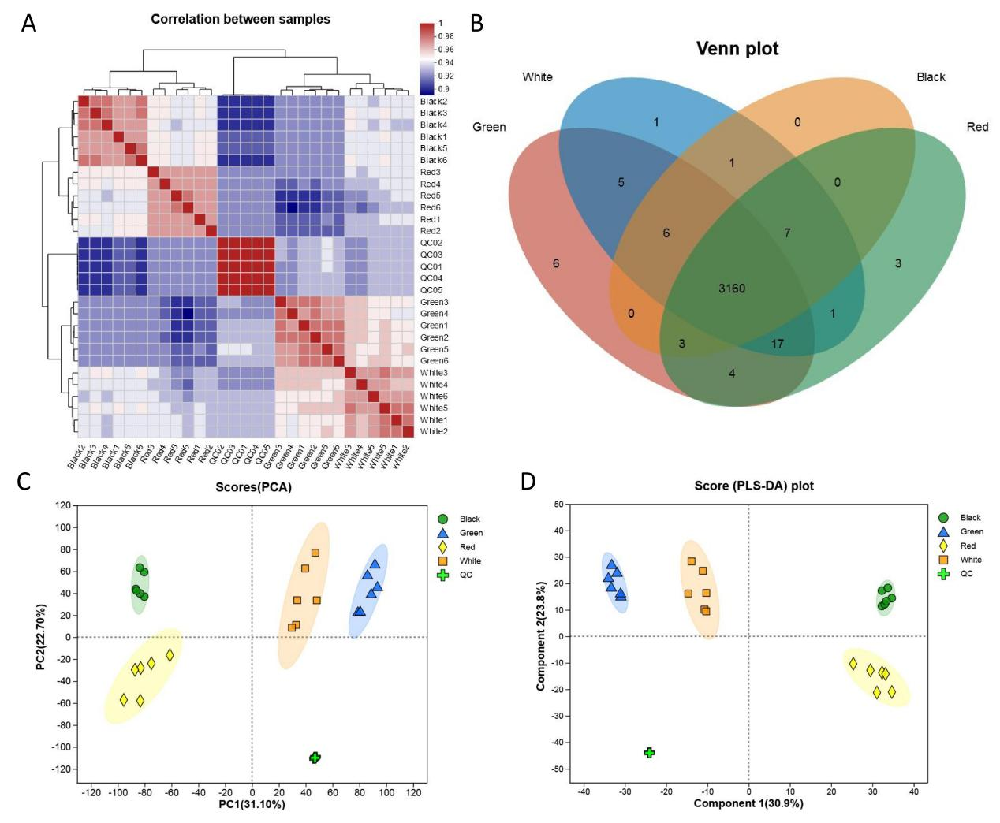 A
Correlation between samples
1
0.98
0.96
0.94
0.92
0.9
Black2
Black3
Black4
Black1
Black5
Black6
Red3
Red4
Red5
Red6
Red1
Red2
QC02
QC03
QC01
QC04
QC05
Green3
Green4
Green1
Green2
Green5
Green6
White3
White4
White6
White5
White1
White2
Black2 Black3 Black4 Black1 Black5 Black6 Red3 Red4 Red5 Red6 Red1 Red2 QC02 QC03 QC01 QC04 QC05 Green3 Green4 Green1 Green2 Green5 Green6 White3 White4 White6 White5 White1 White2
B
Venn plot
White
Black
Green
Red
1
0
1
5
0
6
7
6
3
3160
0
1
3
17
4
C
Scores(PCA)
120
100
80
60
40
20
0
-20
-40
-60
-80
-100
-120
PC2(22.70%)
-120 -100 -80 -60 -40 -20 0 20 40 60 80 100 120
PC1(31.10%)
Black
Green
Red
White
QC
D
Score (PLS-DA) plot
50
40
30
20
10
0
-10
-20
-30
-40
-50
Component 2(23.8%)
-40 -30 -20 -10 0 10 20 30 40
Component 1(30.9%)
Black
Green
Red
White
QC